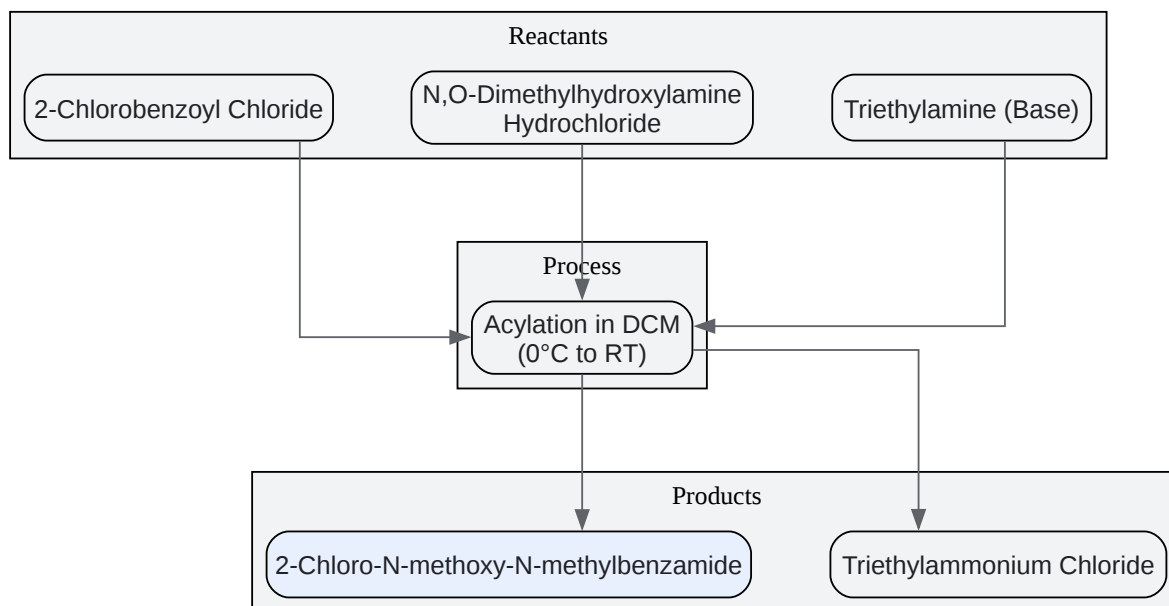 Reactants
2-Chlorobenzoyl Chloride
N,O-Dimethylhydroxylamine
Hydrochloride
Triethylamine (Base)
Process
Acylation in DCM
(0°C to RT)
Products
2-Chloro-N-methoxy-N-methylbenzamide
Triethylammonium Chloride